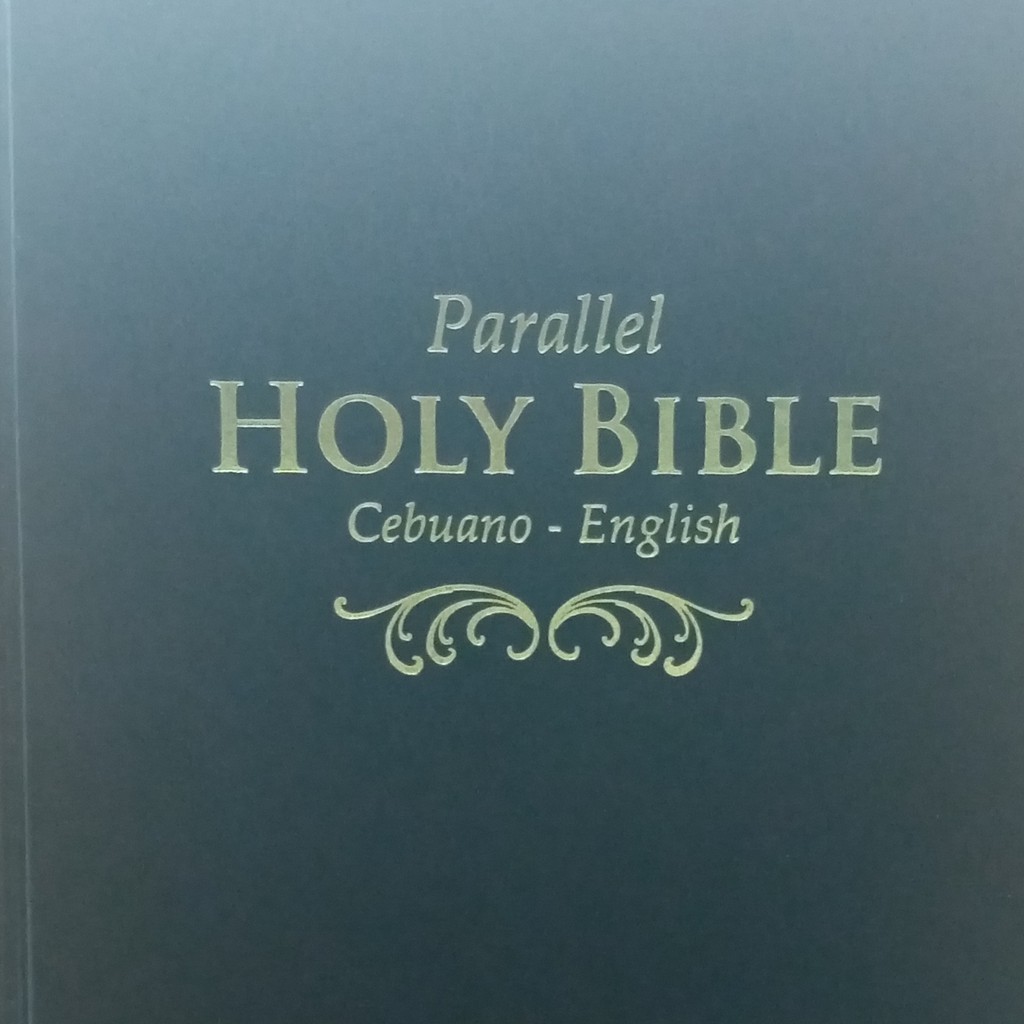 Parallel
HOLY BIBLE
Cebuano - English